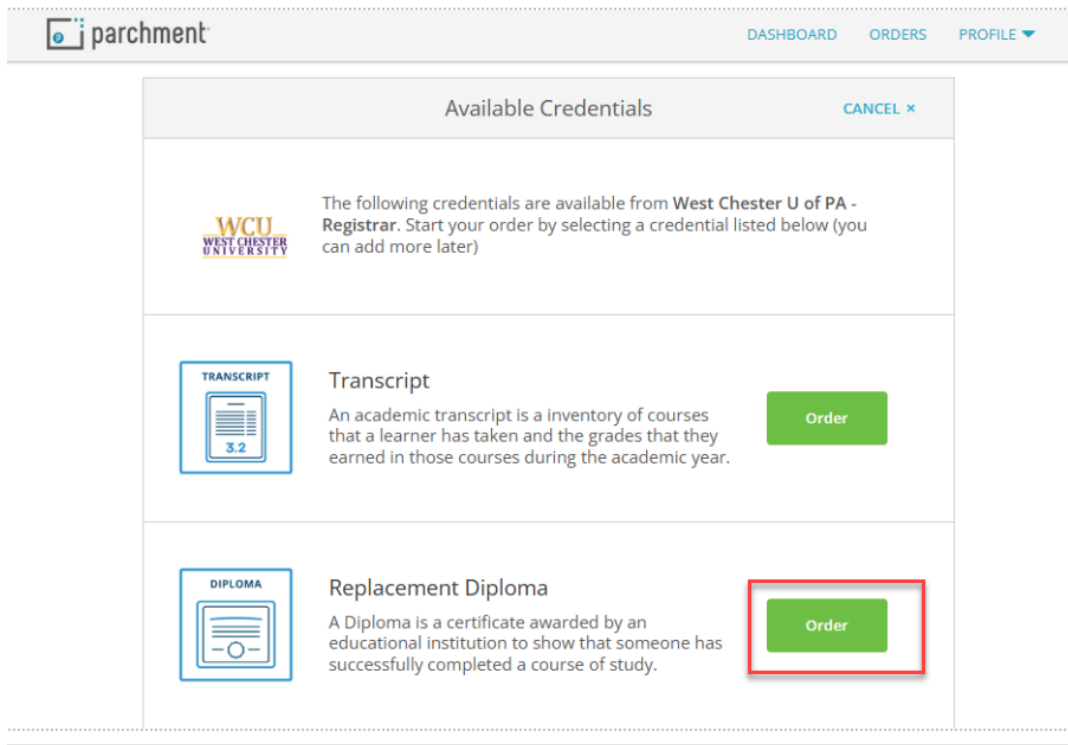 parchment
DASHBOARD ORDERS PROFILE
Available Credentials
CANCEL ×
WCU
WEST CHESTER
UNIVERSITY
The following credentials are available from West Chester U of PA -
Registrar. Start your order by selecting a credential listed below (you
can add more later)
TRANSCRIPT
3.2
Transcript
An academic transcript is a inventory of courses
that a learner has taken and the grades that they
earned in those courses during the academic year.
Order
DIPLOMA
Replacement Diploma
A Diploma is a certificate awarded by an
educational institution to show that someone has
successfully completed a course of study.
Order